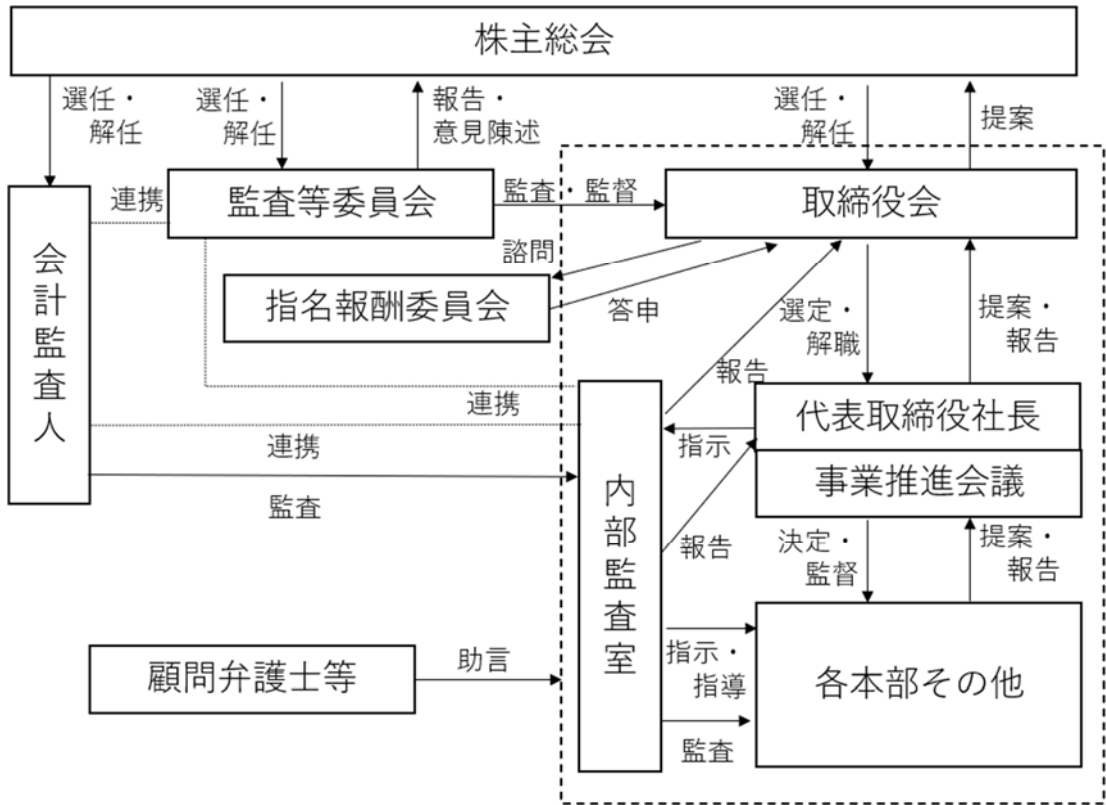 株主総会
選任・
解任
選任・
解任
報告・
意見陳述
選任・
解任
提案
連携
監査等委員会
監査・監督
取締役会
会計監査人
諮問
指名報酬委員会
答申
選定・
解職
提案・
報告
報告
連携
代表取締役社長
連携
指示
事業推進会議
監査
内部監査室
報告
決定・
監督
提案・
報告
顧問弁護士等
助言
指示・
指導
各本部その他
監査